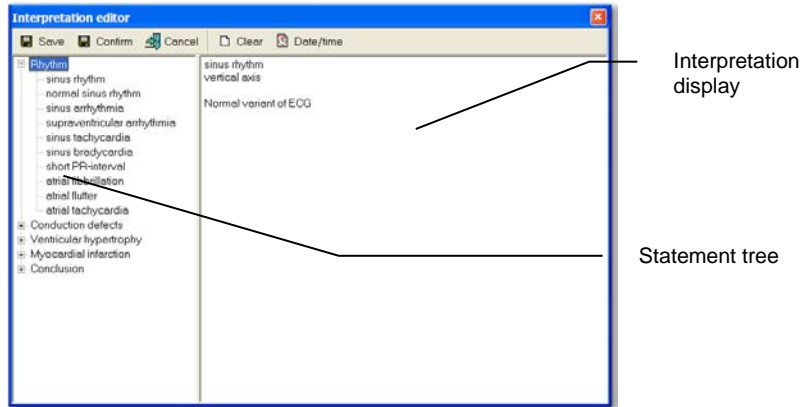 Interpretation editor
Save Confirm Cancel Clear Date/time
Rhythm
sinus rhythm
normal sinus rhythm
sinus arrhythmia
supraventricular arrhythmia
sinus tachycardia
sinus bradycardia
short PR-interval
atrial fibbrillation
atrial flutter
atrial tachycardia
Conduction defects
Ventricular hypertrophy
Myocardial infarction
Conclusion
sinus rhythm
vertical axis
Normal variant of ECG
Interpretation
display
Statement tree